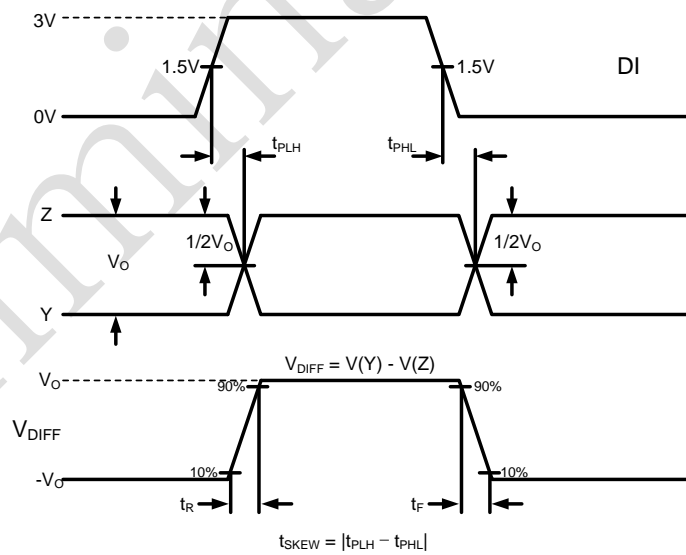 3V
1.5V
1.5V
DI
0V
tPLH
tPHL
Z
1/2VO
1/2VO
VO
Y
VDIFF = V(Y) - V(Z)
VO
90%
90%
VDIFF
10%
10%
-VO
tR
tF
tSKEW = |tPLH − tPHL|